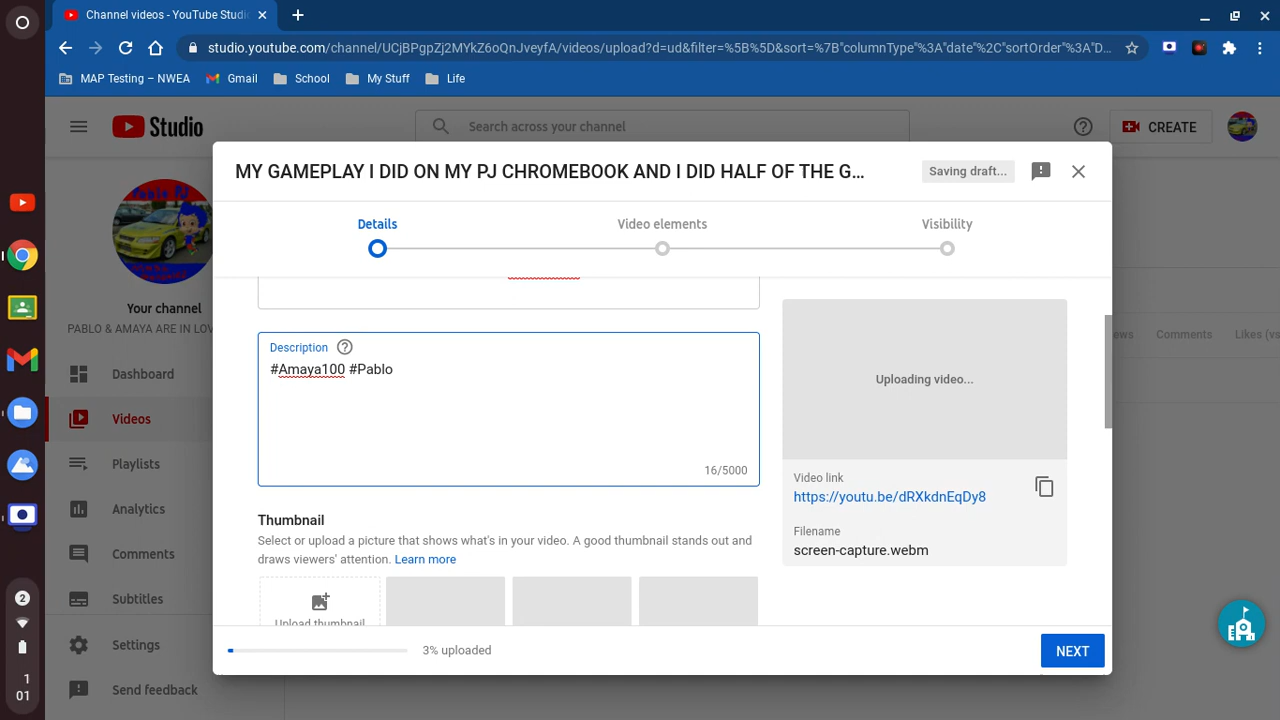 Channel videos - YouTube Studio
studio.youtube.com/channel/UCjBPgpZj2MYkZ6oQnJveyfA/videos/upload?d=ud&filter=%5B%5D&sort=%7B"columnType"%3A"date"%2C"sortOrder"%3A"D...
MAP Testing – NWEA
Gmail
School
My Stuff
Life
Studio
Search across your channel
CREATE
MY GAMEPLAY I DID ON MY PJ CHROMEBOOK AND I DID HALF OF THE G...
Saving draft...
Details
Video elements
Visibility
Pablo PJ
Your channel
PABLO & AMAYA ARE IN LOV
Dashboard
Videos
Playlists
Analytics
Comments
Subtitles
Settings
Send feedback
Description
#Amaya100 #Pablo
16/5000
Thumbnail
Select or upload a picture that shows what's in your video. A good thumbnail stands out and
draws viewers' attention. Learn more
Upload thumbnail
Uploading video...
Video link
https://youtu.be/dRXkdnEqDy8
Filename
screen-capture.webm
ews
Comments
Likes (vs
3% uploaded
NEXT
2
1
01